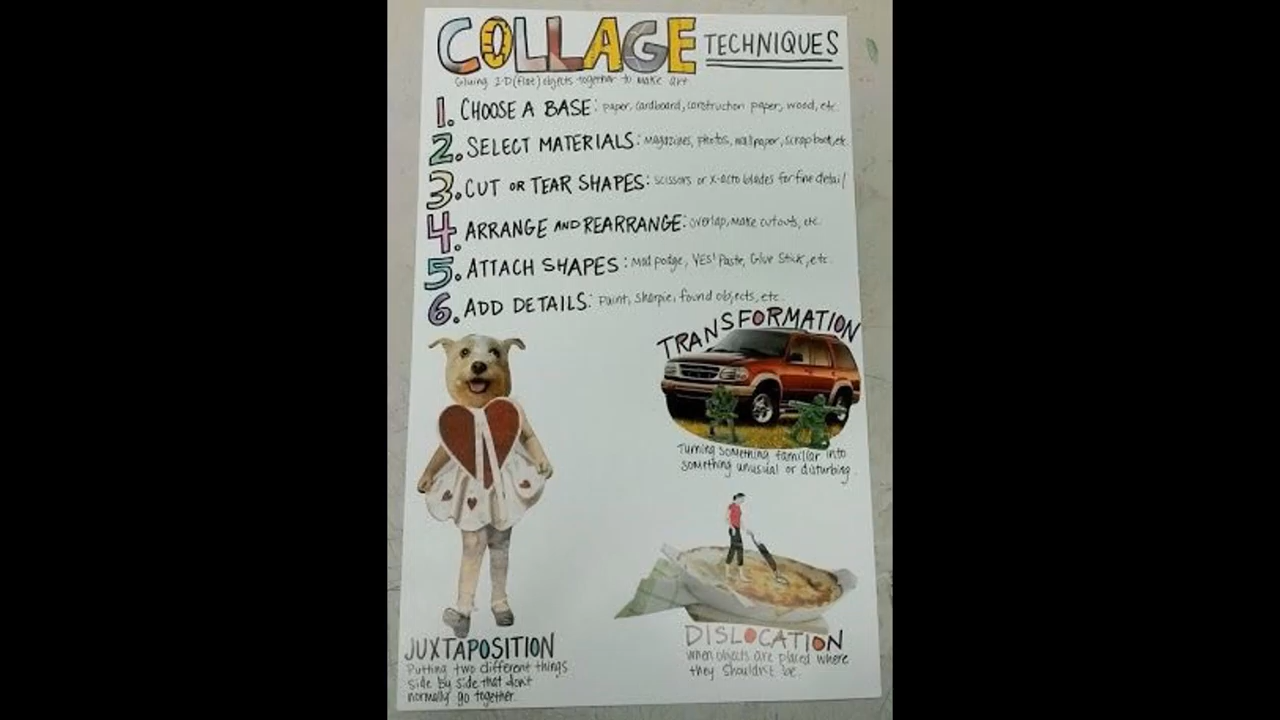 COLLAGE TECHNIQUES
Gluing 2-D (flat) objects together to make art
1. CHOOSE A BASE: paper, cardboard, construction paper, wood, etc.
2. SELECT MATERIALS: Magazines, photos, wallpaper, scrapbook, etc.
3. CUT OR TEAR SHAPES: scissors or x-acto blades for fine detail
4. ARRANGE AND REARRANGE: overlap, make cutouts, etc.
5. ATTACH SHAPES: Mod podge, YES! Paste, Glue Stick, etc.
6. ADD DETAILS: Paint, Sharpie, found objects, etc.
TRANSFORMATION
Turning something familiar into
something unusual or disturbing.
JUXTAPOSITION
Putting two different things
side by side that don't
normally go together.
DISLOCATION
when objects are placed where
they shouldn't be.